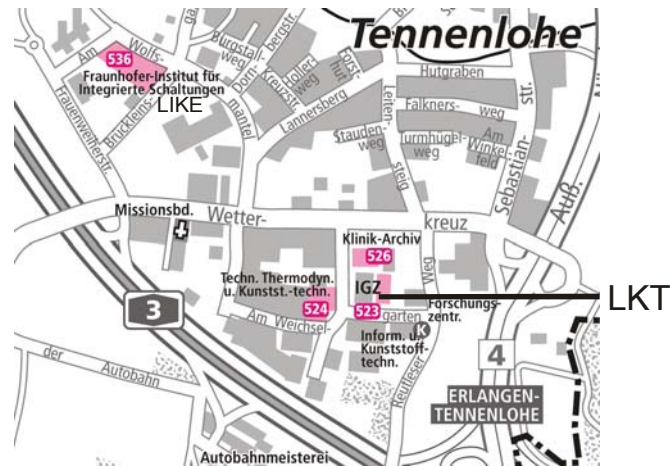 Tennenlohe
536
Am Wolfs-
mantel
Fraunhofer-Institut für
Integrierte Schaltungen
LIKE
Frauenweiherstr.
Bruckleins-
Burgstall-
weg
Dorn-
bergstr.
Kreuzstr.
Holler-
weg
Forst-
hut
Lannersberg
Hutgraben
Leiten-
steig
Falkners-
weg
Stauden-
weg
Turmhügel-
weg
Am
Winkel-
feld
Sebastian-
str.
Äuß.
Missionsbd.
Wetter-
kreuz
Klinik-Archiv
526
Weg
Techn. Thermodyn.
u. Kunstst.-techn.
524
IGZ
523
LKT
Forschungs-
zentr.
Am Weichsel-
garten
Inform. u.
Kunststoff-
techn.
K
Reutleser
3
4
der Autobahn
ERLANGEN-
TENNENLOHE
Autobahnmeisterei